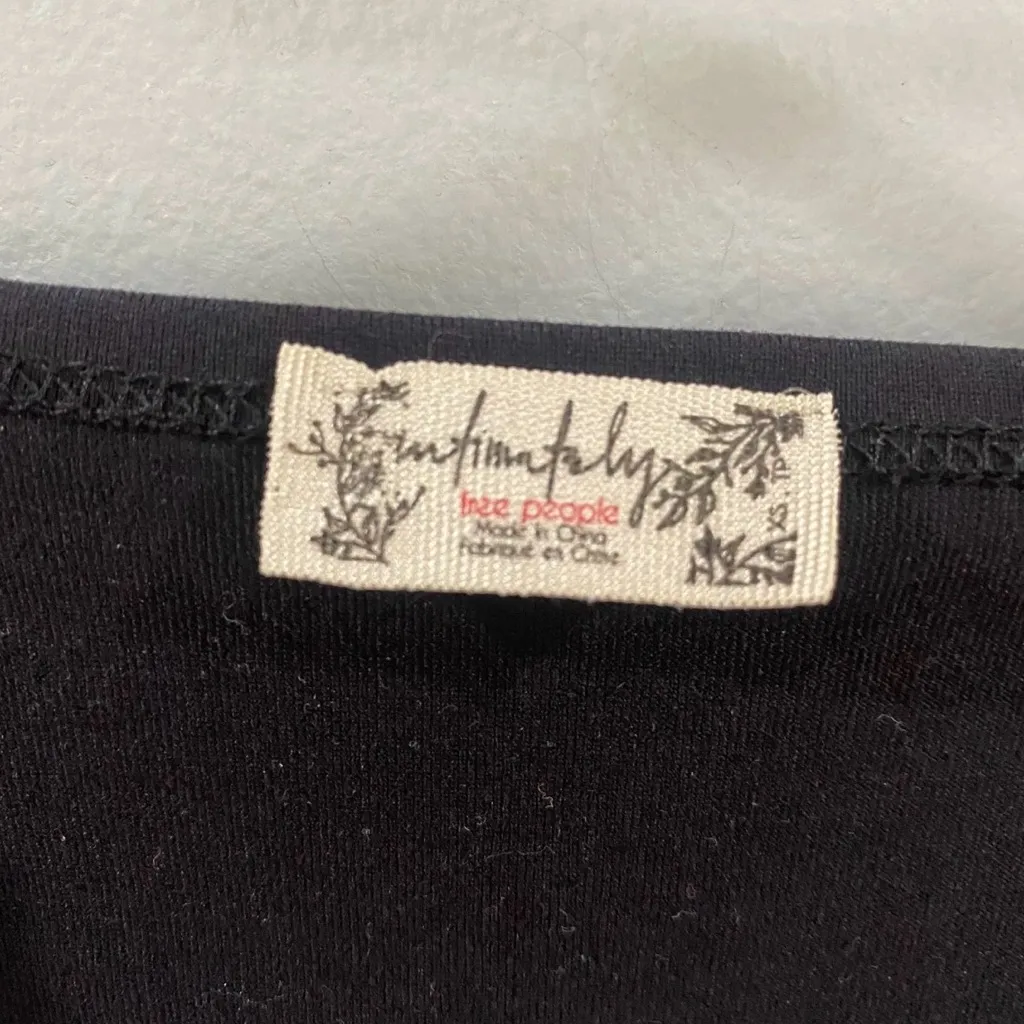 intimately
free people
Made in China
Fabriqué en Chine
XS. TP